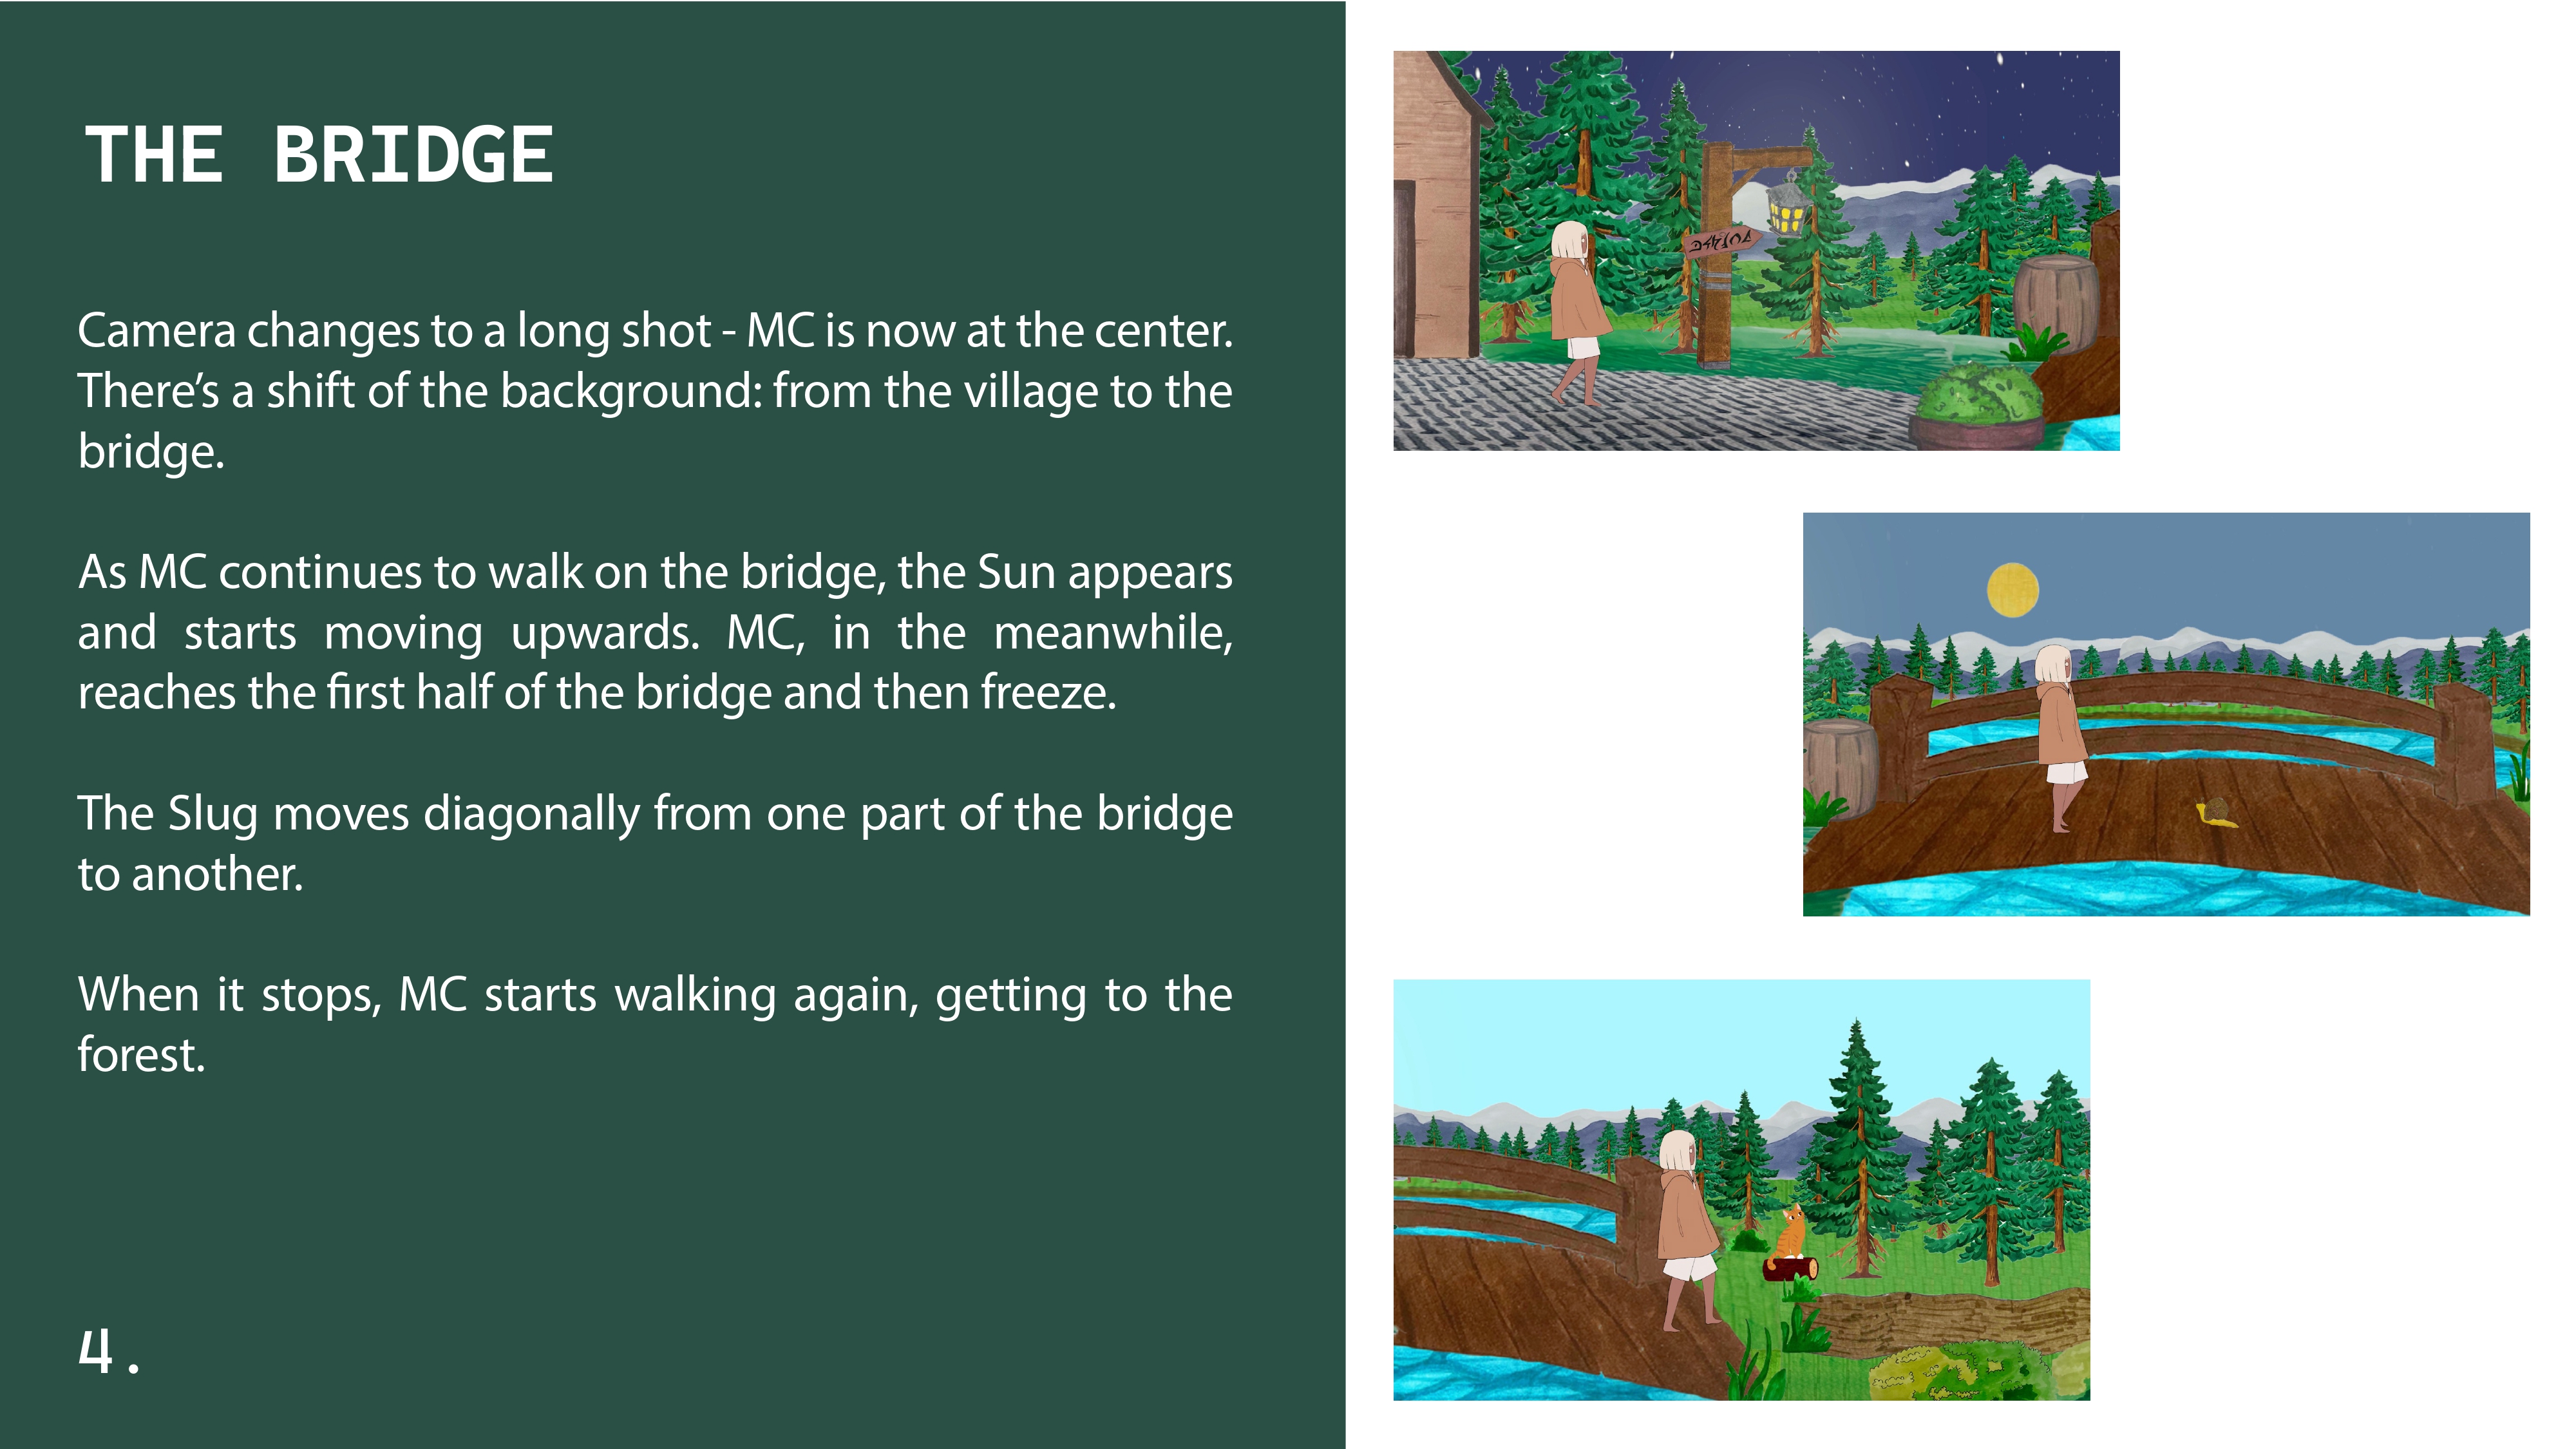 THE BRIDGE
Camera changes to a long shot - MC is now at the center.
There's a shift of the background: from the village to the
bridge.
As MC continues to walk on the bridge, the Sun appears
and starts moving upwards. MC, in the meanwhile,
reaches the first half of the bridge and then freeze.
The Slug moves diagonally from one part of the bridge
to another.
When it stops, MC starts walking again, getting to the
forest.
4.